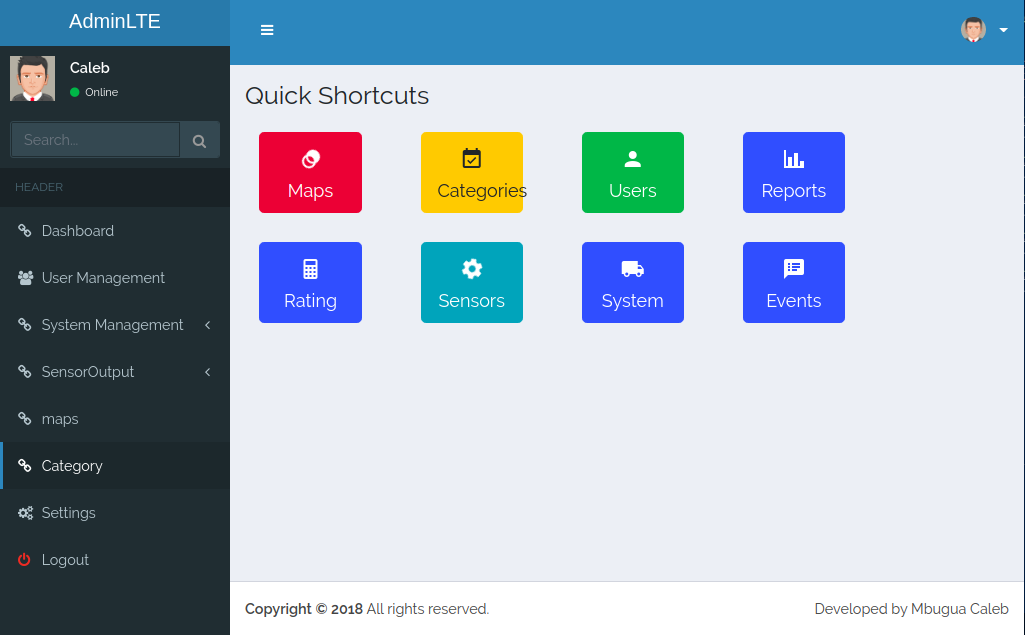 AdminLTE
Caleb
Online
Search...
HEADER
Dashboard
User Management
System Management
SensorOutput
maps
Category
Settings
Logout
Quick Shortcuts
Maps
Categories
Users
Reports
Rating
Sensors
System
Events
Copyright © 2018 All rights reserved.
Developed by Mbugua Caleb